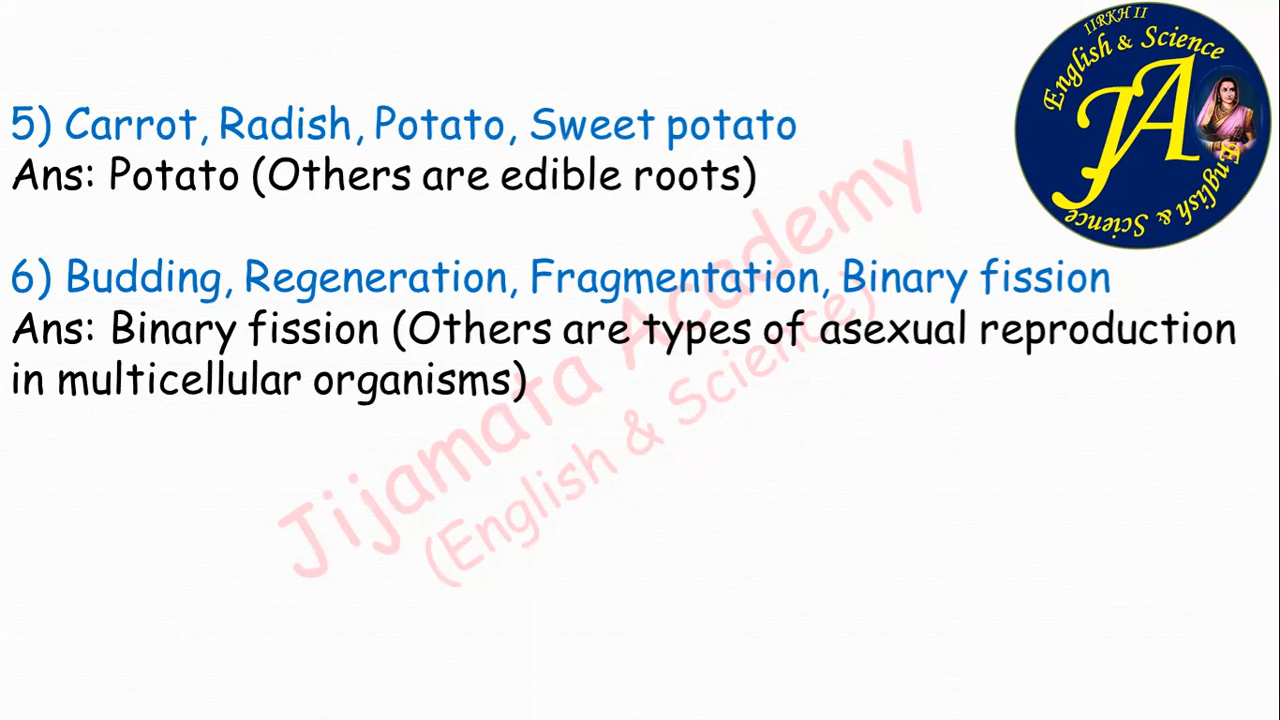 IIRKH II
English & Science
JA
English & Science
5) Carrot, Radish, Potato, Sweet potato
Ans: Potato (Others are edible roots)
6) Budding, Regeneration, Fragmentation, Binary fission
Ans: Binary fission (Others are types of asexual reproduction
in multicellular organisms)
Jijamata Academy
(English & Science)